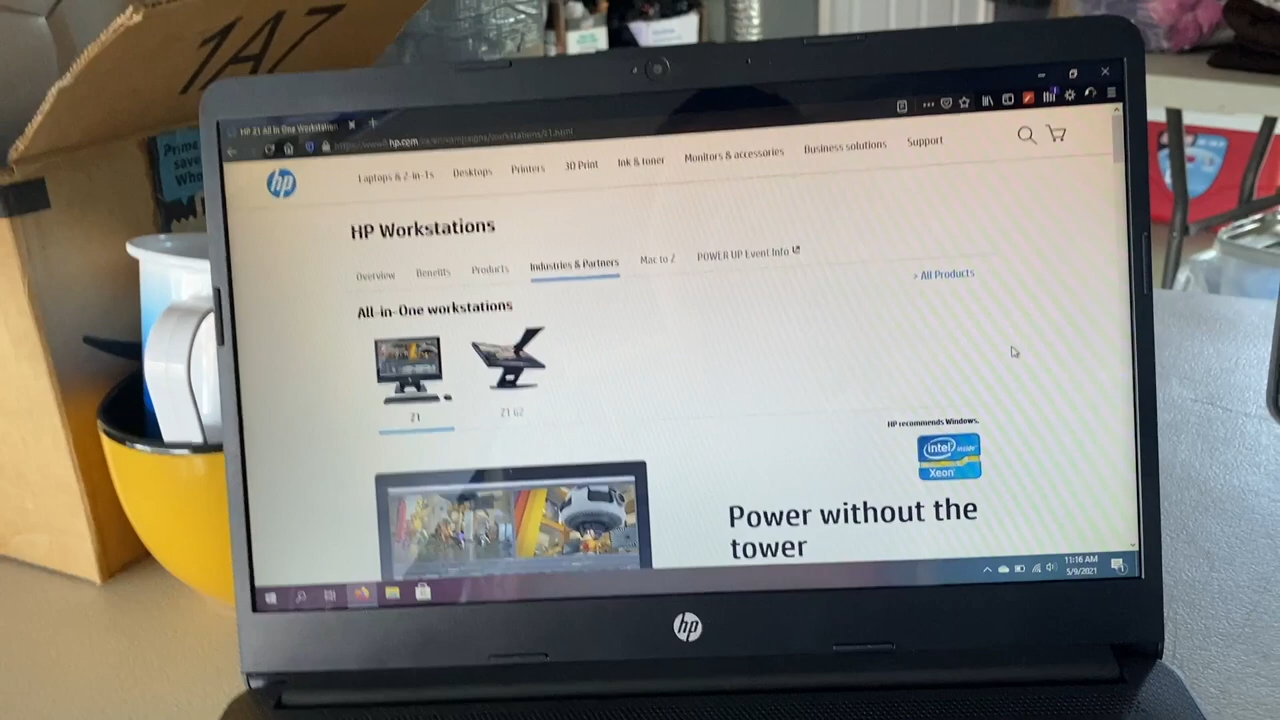 1A7
Prime
save
Who
HP Z1 All in One Workstation
hp.com
hp
Laptops & 2-in-1s Desktops Printers 3D Print Ink & toner Monitors & accessories Business solutions Support
HP Workstations
Overview Benefits Products Industries & Partners Mac to Z POWER UP Event Info
> All Products
All-in-One workstations
Z1 Z1 G2
HP recommends Windows.
intel inside
Xeon
Power without the
tower
11:16 AM
5/9/2021
hp